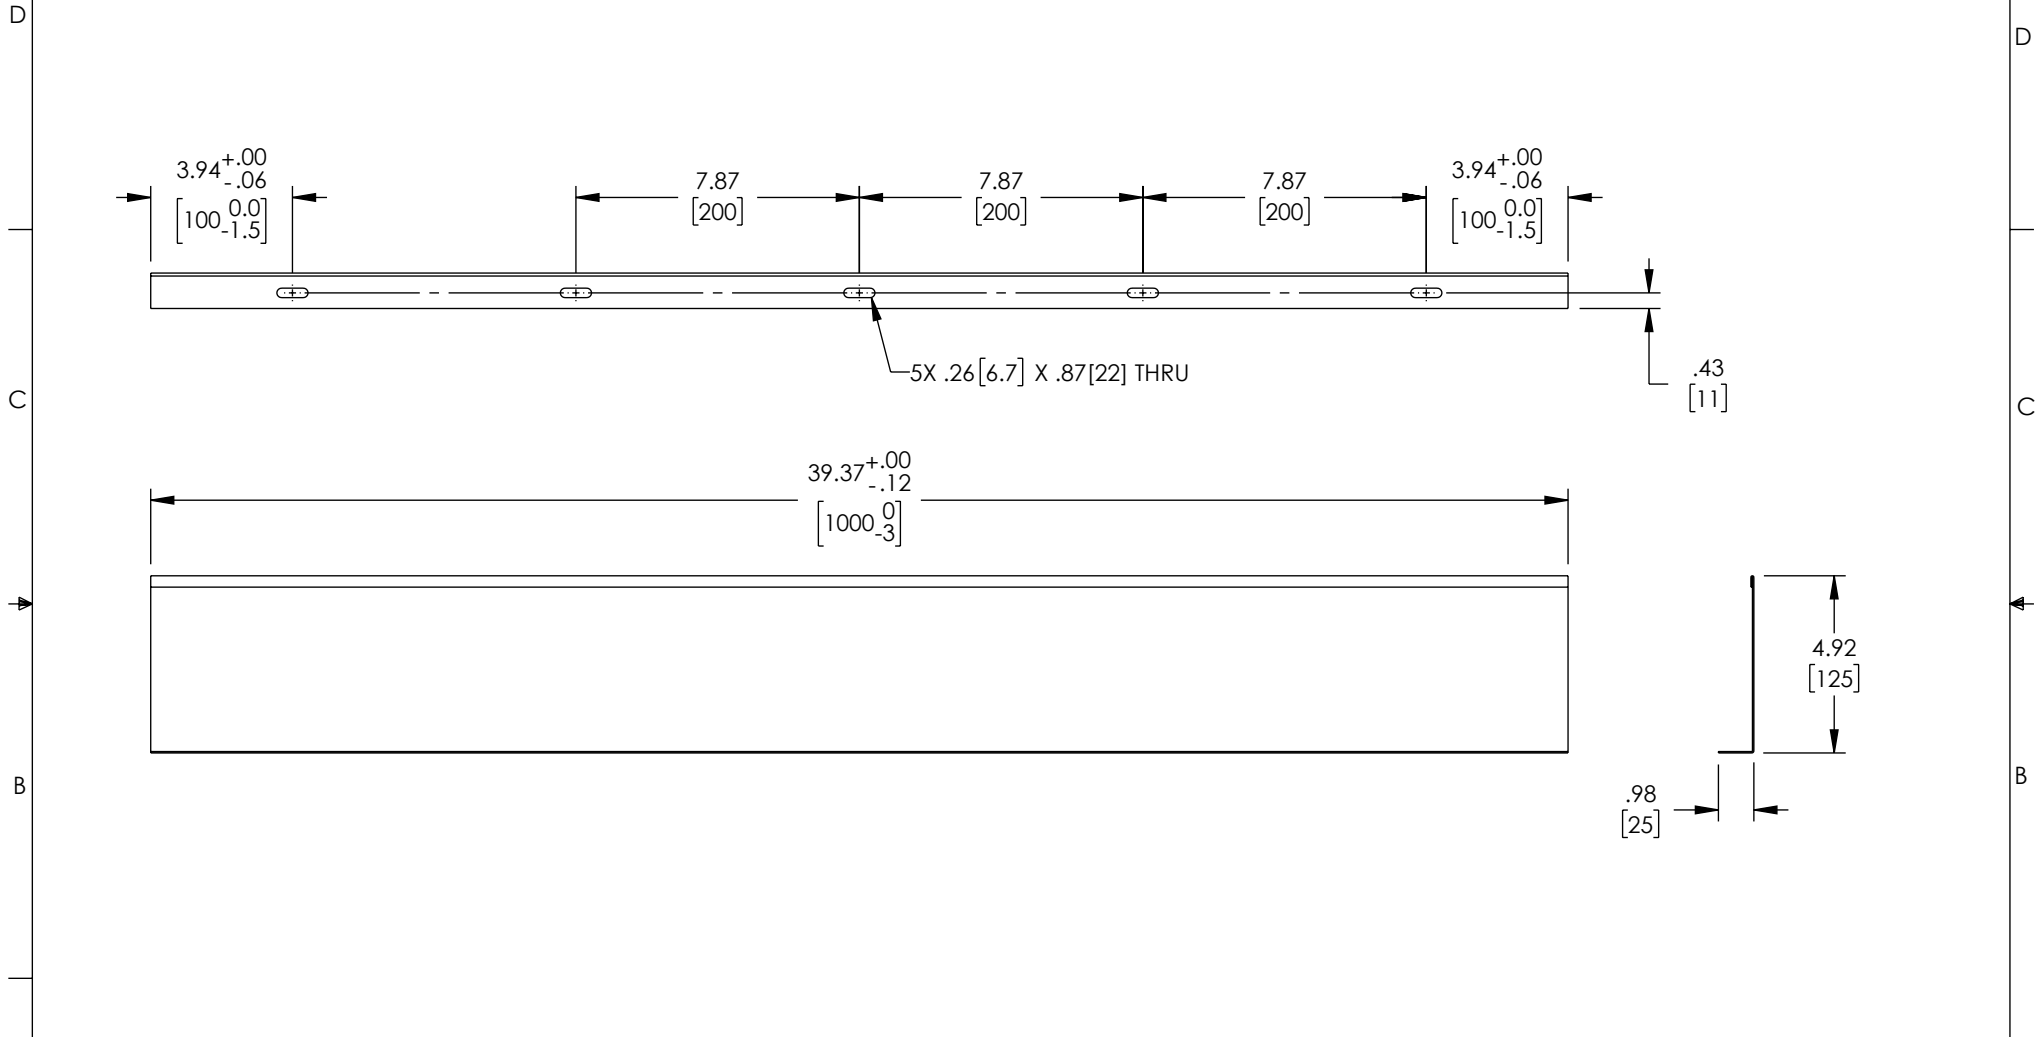 D
D
3.94 +.00 -.06
[100 0.0 -1.5]
7.87
[200]
7.87
[200]
7.87
[200]
3.94 +.00 -.06
[100 0.0 -1.5]
5X .26[6.7] X .87[22] THRU
.43
[11]
C
C
39.37 +.00 -.12
[1000 0 -3]
4.92
[125]
B
B
.98
[25]